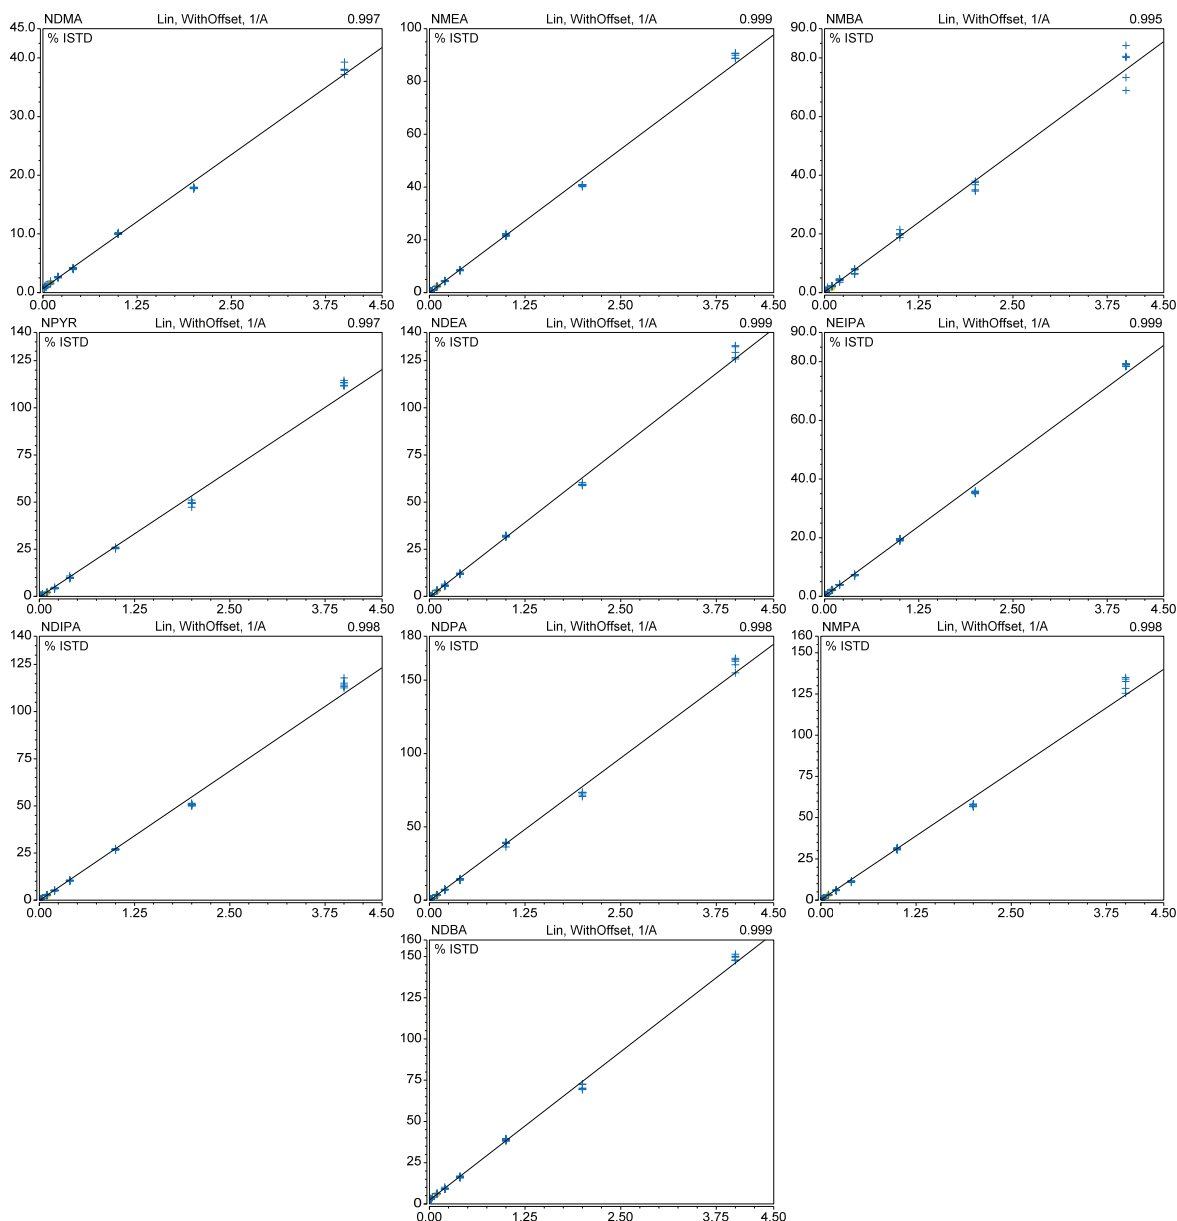 NDMA Lin, WithOffset, 1/A 0.997
% ISTD
45.0
40.0
30.0
20.0
10.0
0.0
0.00 1.25 2.50 3.75 4.50
NMEA Lin, WithOffset, 1/A 0.999
% ISTD
100
80
60
40
20
0
0.00 1.25 2.50 3.75 4.50
NMBA Lin, WithOffset, 1/A 0.995
% ISTD
90.0
80.0
60.0
40.0
20.0
0.0
0.00 1.25 2.50 3.75 4.50
NPYR Lin, WithOffset, 1/A 0.997
% ISTD
140
125
100
75
50
25
0
0.00 1.25 2.50 3.75 4.50
NDEA Lin, WithOffset, 1/A 0.999
% ISTD
140
125
100
75
50
25
0
0.00 1.25 2.50 3.75 4.50
NEIPA Lin, WithOffset, 1/A 0.999
% ISTD
90.0
80.0
60.0
40.0
20.0
0.0
0.00 1.25 2.50 3.75 4.50
NDIPA Lin, WithOffset, 1/A 0.998
% ISTD
140
125
100
75
50
25
0
0.00 1.25 2.50 3.75 4.50
NDPA Lin, WithOffset, 1/A 0.998
% ISTD
180
150
100
50
0
0.00 1.25 2.50 3.75 4.50
NMPA Lin, WithOffset, 1/A 0.998
% ISTD
160
150
125
100
75
50
25
0
0.00 1.25 2.50 3.75 4.50
NDBA Lin, WithOffset, 1/A 0.999
% ISTD
160
150
125
100
75
50
25
0
0.00 1.25 2.50 3.75 4.50